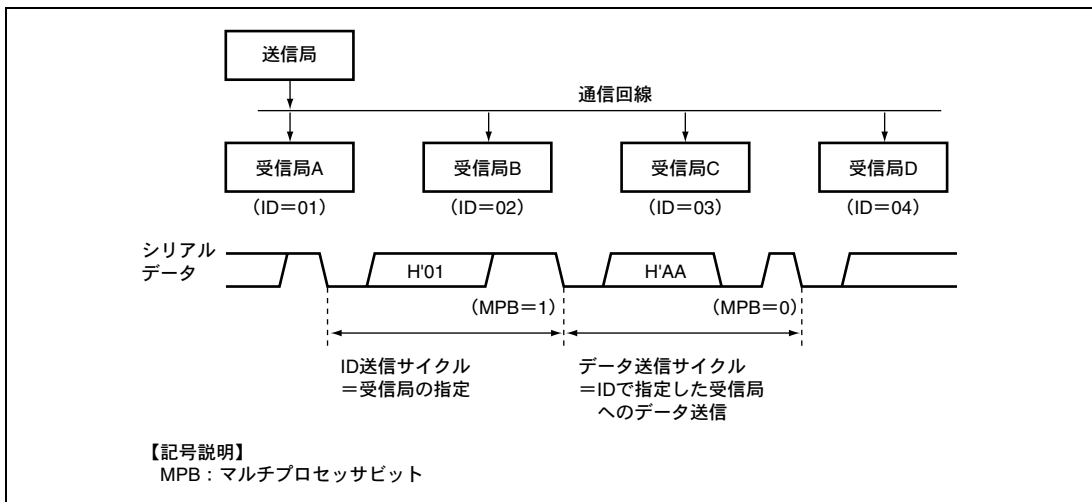 送信局
通信回線
受信局A
受信局B
受信局C
受信局D
(ID=01)
(ID=02)
(ID=03)
(ID=04)
シリアル
データ
H'01
H'AA
(MPB=1)
(MPB=0)
ID送信サイクル
=受信局の指定
データ送信サイクル
=IDで指定した受信局
へのデータ送信
【記号説明】
MPB:マルチプロセッサビット